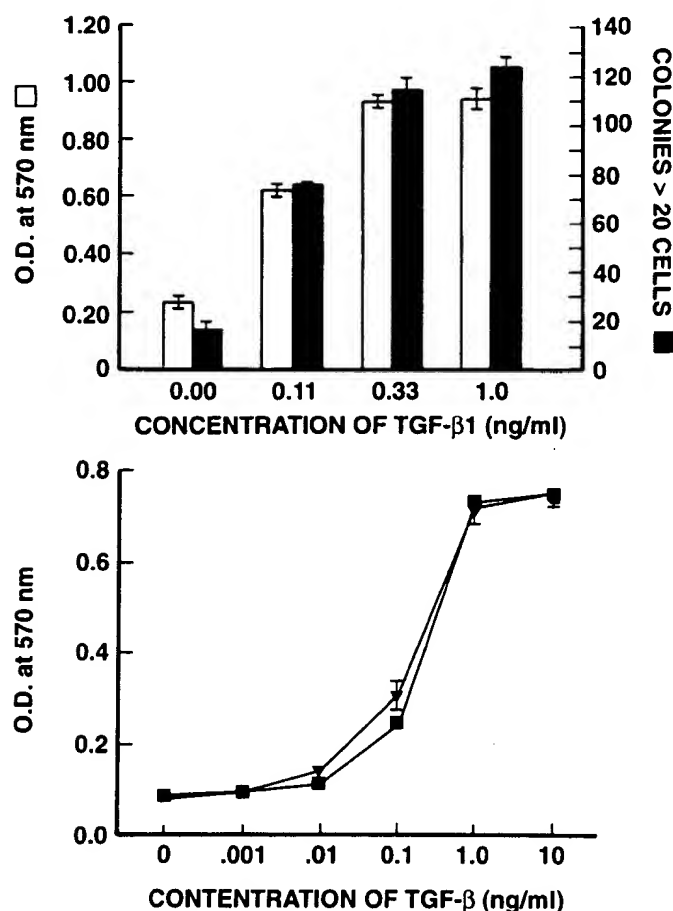 O.D. at 570 nm
1.20
1.00
0.80
0.60
0.40
0.20
0
140
120
100
80
60
40
20
0
COLONIES > 20 CELLS
0.00 0.11 0.33 1.0
CONCENTRATION OF TGF-β1 (ng/ml)
O.D. at 570 nm
0.8
0.6
0.4
0.2
0.0
0 .001 .01 0.1 1.0 10
CONTENTRATION OF TGF-β (ng/ml)